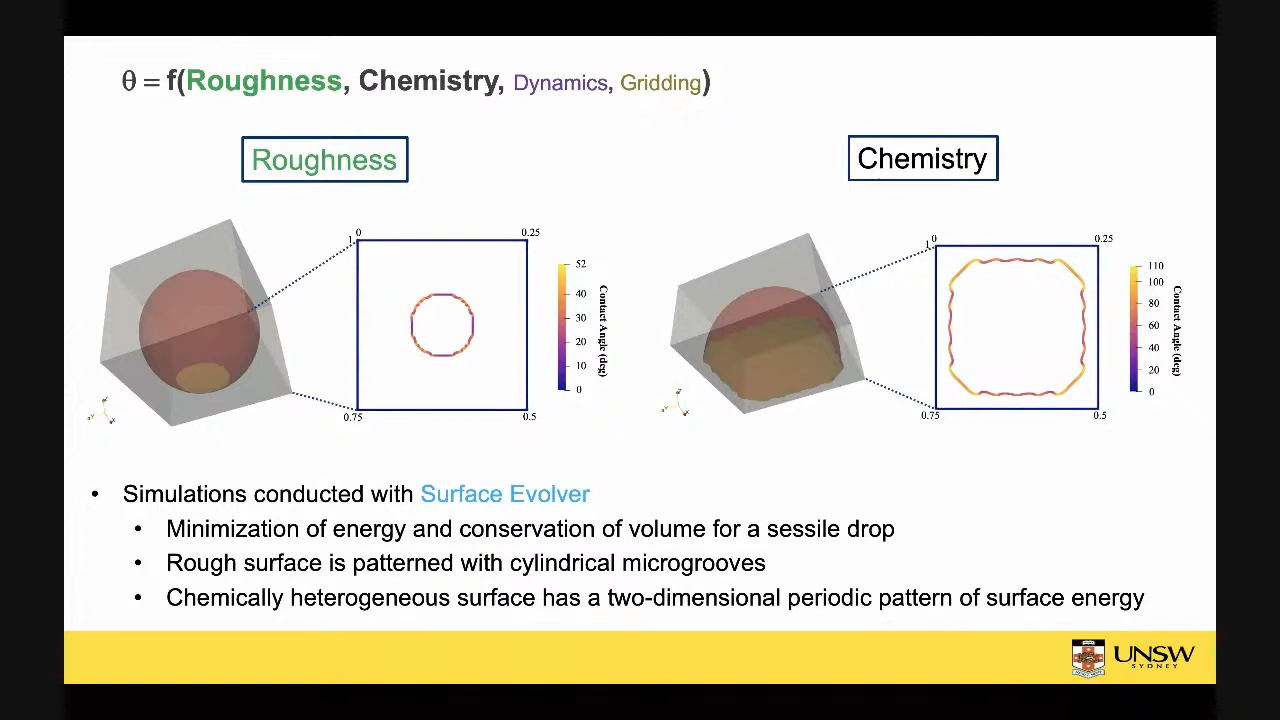 θ = f(Roughness, Chemistry, Dynamics, Gridding)
Roughness
Chemistry
1 0
0.25
0.75
0.5
52
40
30
20
10
0
Contact Angle (deg)
1 0
0.25
0.75
0.5
110
100
80
60
40
20
0
Contact Angle (deg)
• Simulations conducted with Surface Evolver
• Minimization of energy and conservation of volume for a sessile drop
• Rough surface is patterned with cylindrical microgrooves
• Chemically heterogeneous surface has a two-dimensional periodic pattern of surface energy
UNSW
SYDNEY